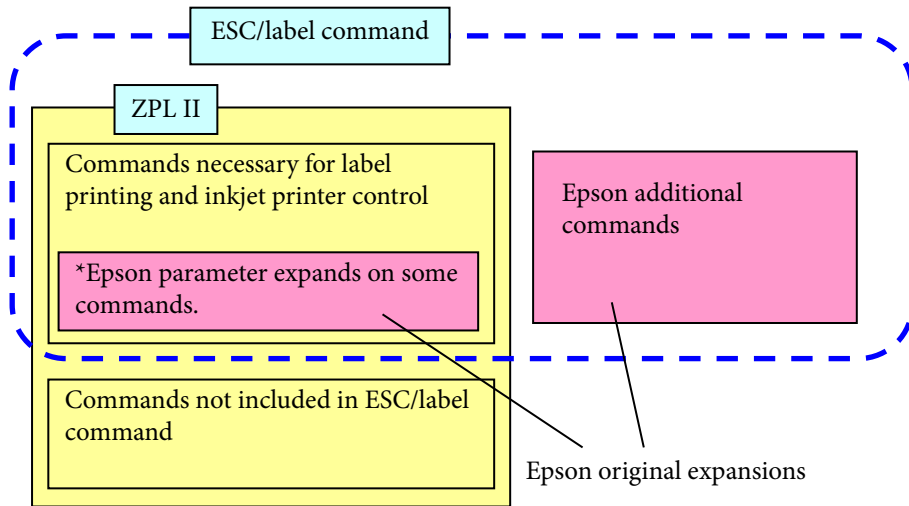 ESC/label command
ZPL II
Commands necessary for label
printing and inkjet printer control
*Epson parameter expands on some
commands.
Epson additional
commands
Commands not included in ESC/label
command
Epson original expansions